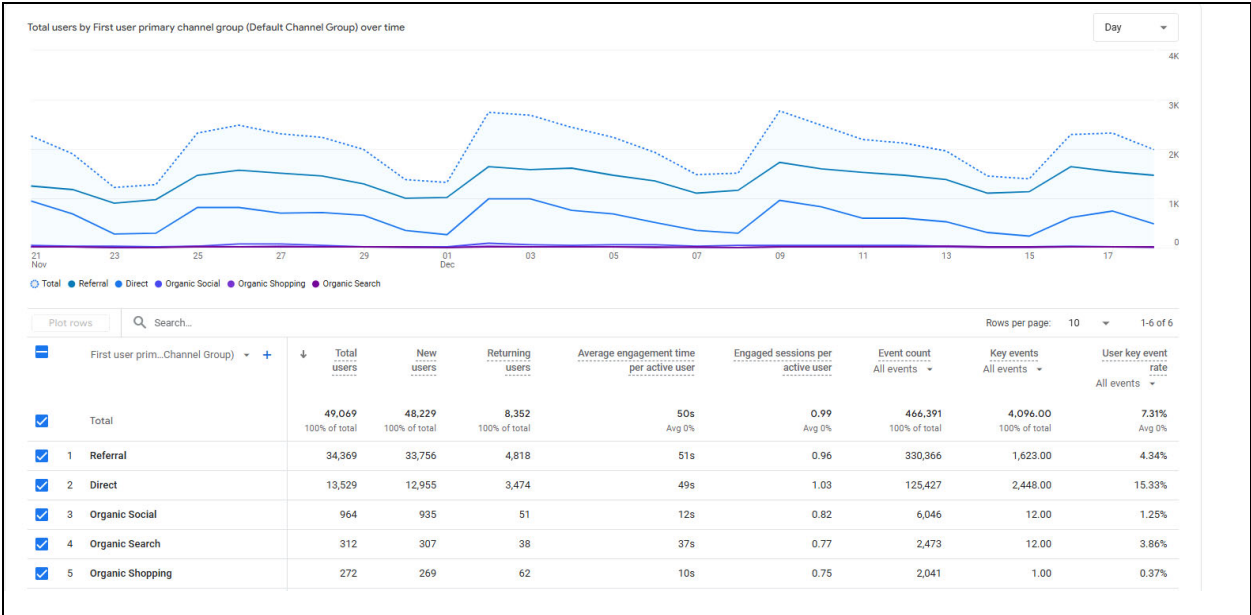 Total users by First user primary channel group (Default Channel Group) over time
Day
4K
3K
2K
1K
0
21 Nov 23 25 27 29 01 Dec 03 05 07 09 11 13 15 17
Total Referral Direct Organic Social Organic Shopping Organic Search
Plot rows Search... Rows per page: 10 1-6 of 6
First user prim...Channel Group) + ↓ Total users New users Returning users Average engagement time per active user Engaged sessions per active user Event count All events Key events All events User key event rate All events
Total 49,069 48,229 8,352 50s 0.99 466,391 4,096.00 7.31%
100% of total 100% of total 100% of total Avg 0% Avg 0% 100% of total 100% of total Avg 0%
1 Referral 34,369 33,756 4,818 51s 0.96 330,366 1,623.00 4.34%
2 Direct 13,529 12,955 3,474 49s 1.03 125,427 2,448.00 15.33%
3 Organic Social 964 935 51 12s 0.82 6,046 12.00 1.25%
4 Organic Search 312 307 38 37s 0.77 2,473 12.00 3.86%
5 Organic Shopping 272 269 62 10s 0.75 2,041 1.00 0.37%